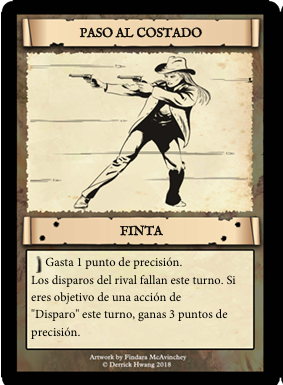 PASO AL COSTADO
FINTA
Gasta 1 punto de precisión.
Los disparos del rival fallan este turno. Si
eres objetivo de una acción de
"Disparo" este turno, ganas 3 puntos de
precisión.
Artwork by Findara McAvinchey
© Derrick Hwang 2018